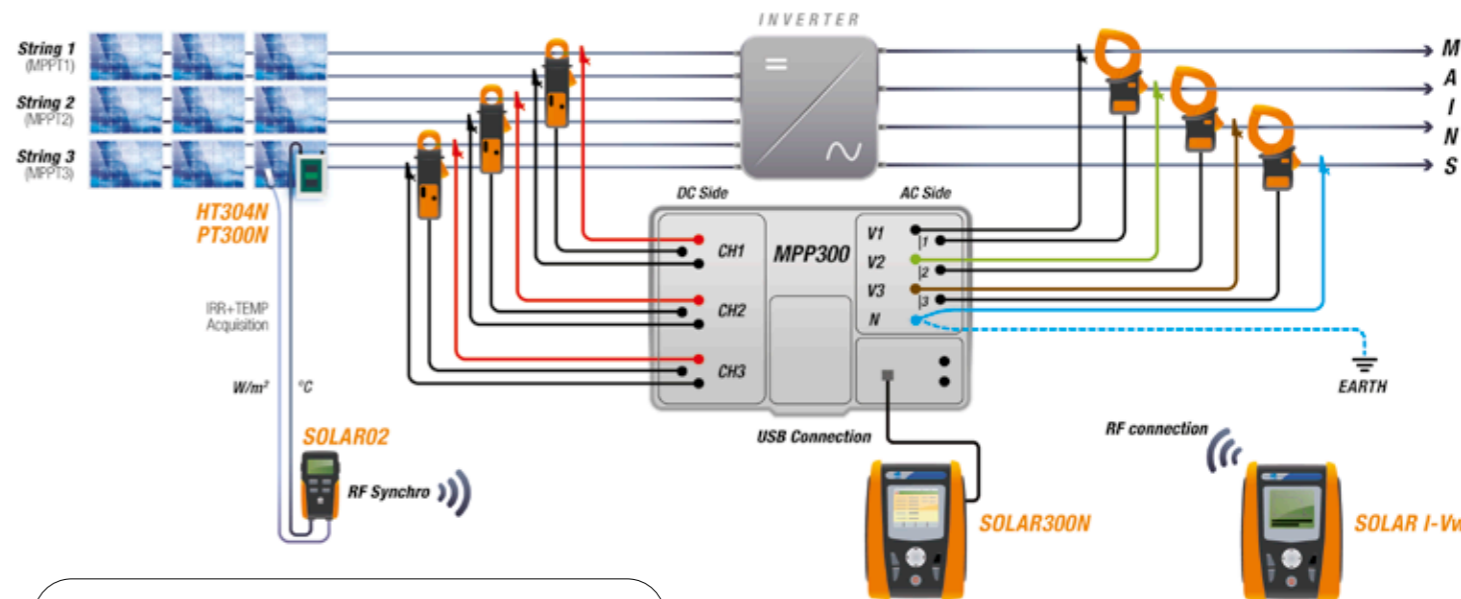 INVERTER
String 1
(MPPT1)
String 2
(MPPT2)
String 3
(MPPT3)
M
A
I
N
S
HT304N
PT300N
DC Side
AC Side
CH1
CH2
CH3
MPP300
V1
I1
V2
I2
V3
I3
N
IRR+TEMP
Acquisition
W/m²
°C
EARTH
SOLAR02
RF Synchro
USB Connection
SOLAR300N
RF connection
SOLAR I-Vw